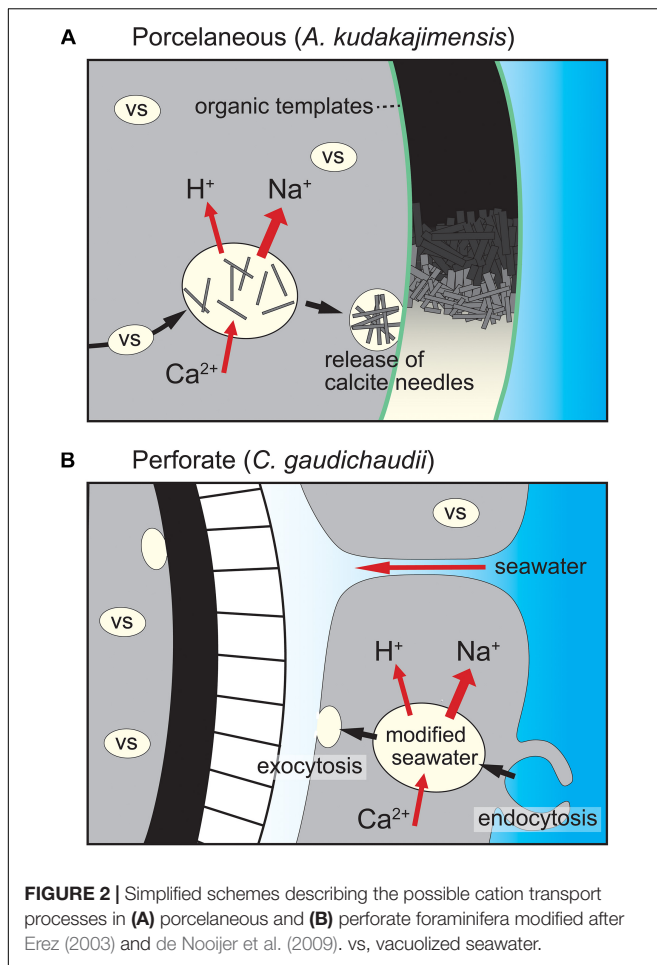 A Porcelaneous (A. kudakajimensis)
vs
organic templates
vs
H⁺ Na⁺
vs
Ca²⁺
release of
calcite needles
B Perforate (C. gaudichaudii)
vs
seawater
vs
H⁺ Na⁺
modified
seawater
vs
exocytosis
Ca²⁺
endocytosis
FIGURE 2 | Simplified schemes describing the possible cation transport
processes in (A) porcelaneous and (B) perforate foraminifera modified after
Erez (2003) and de Nooijer et al. (2009). vs, vacuolized seawater.